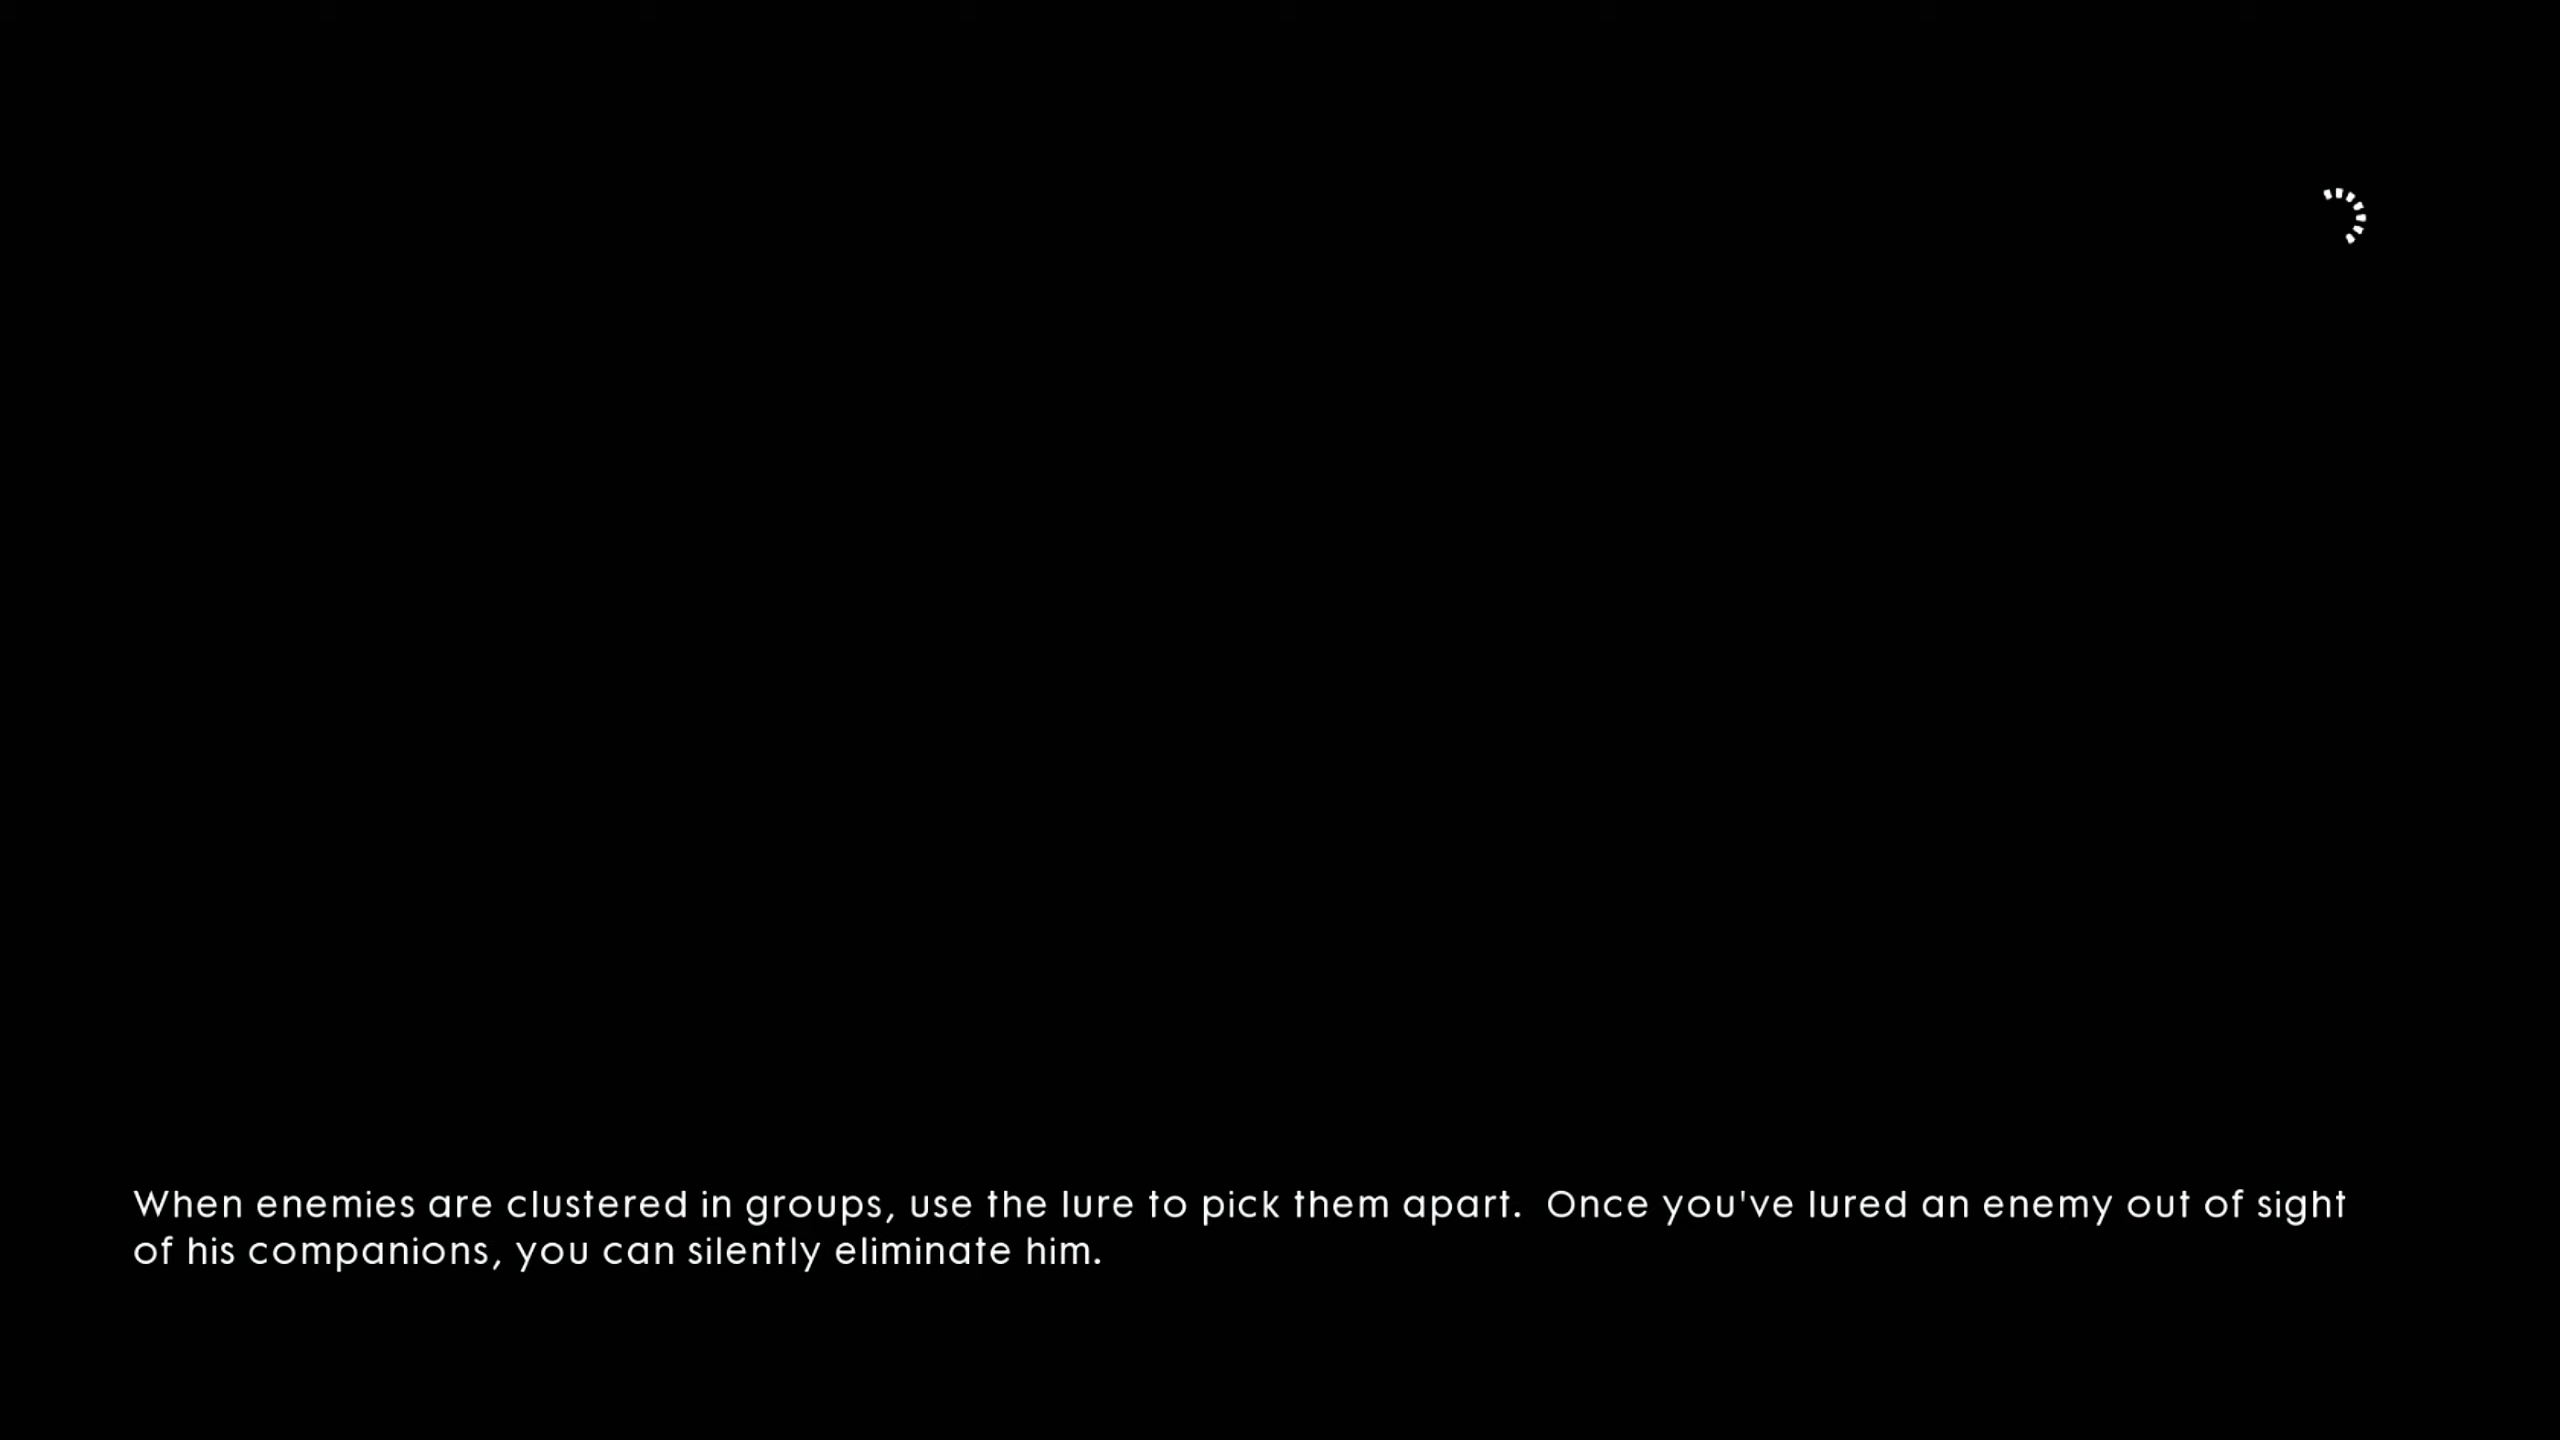 When enemies are clustered in groups, use the lure to pick them apart.  Once you've lured an enemy out of sight
of his companions, you can silently eliminate him.